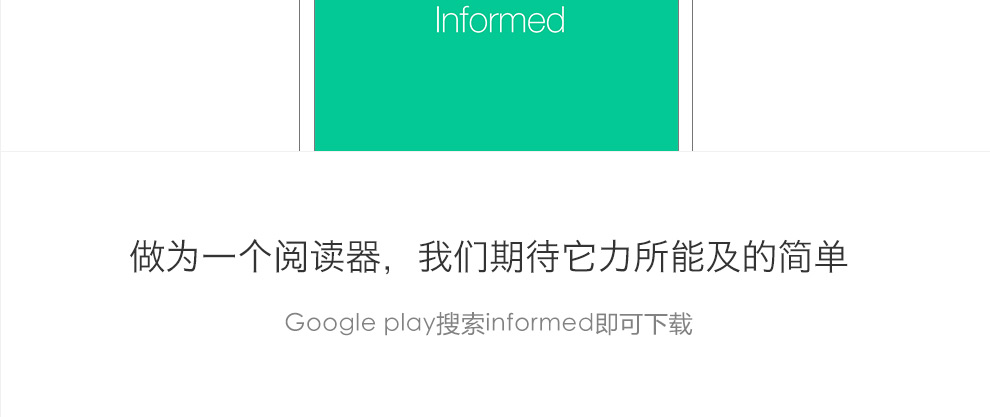 Informed
做为一个阅读器，我们期待它力所能及的简单
Google play搜索informed即可下载